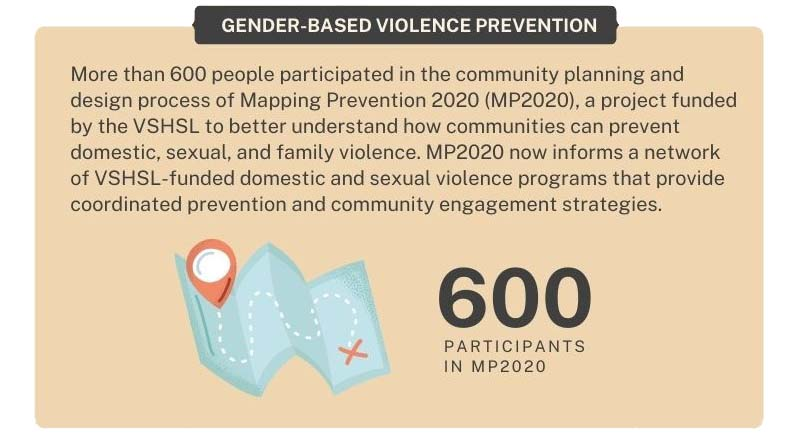 GENDER-BASED VIOLENCE PREVENTION
More than 600 people participated in the community planning and
design process of Mapping Prevention 2020 (MP2020), a project funded
by the VSHSL to better understand how communities can prevent
domestic, sexual, and family violence. MP2020 now informs a network
of VSHSL-funded domestic and sexual violence programs that provide
coordinated prevention and community engagement strategies.
600
PARTICIPANTS
IN MP2020